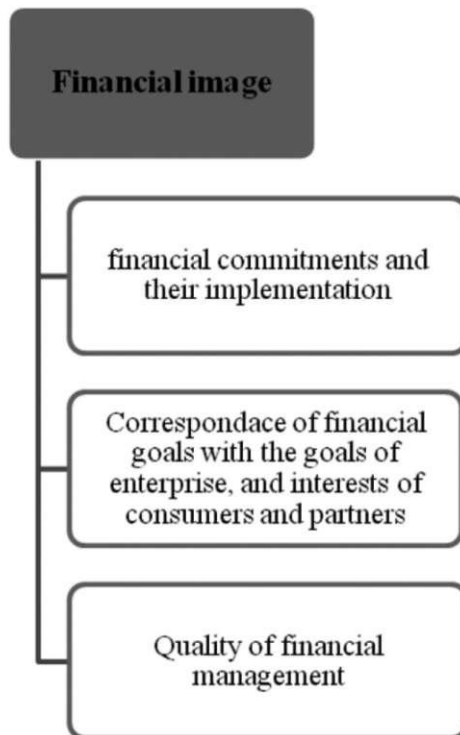 Financial image
financial commitments and
their implementation
Correspondace of financial
goals with the goals of
enterprise, and interests of
consumers and partners
Quality of financial
management